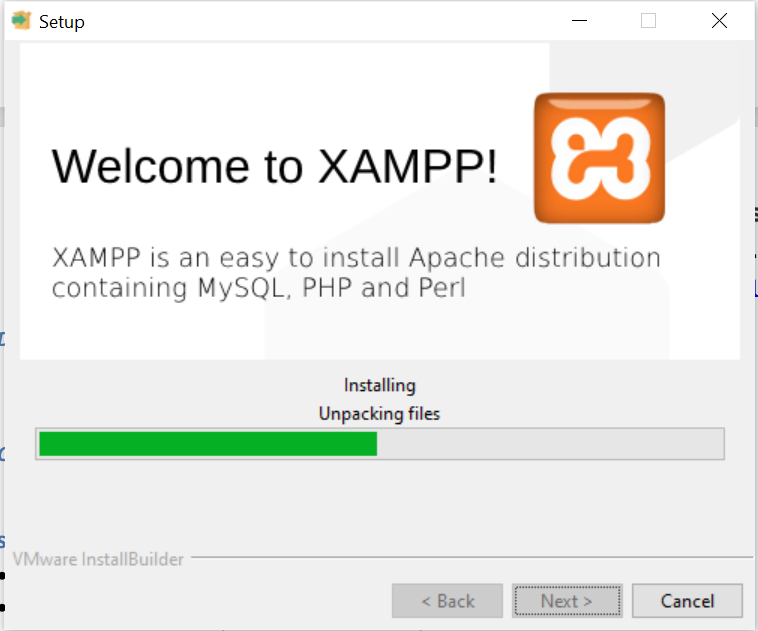 Setup
Welcome to XAMPP!
XAMPP is an easy to install Apache distribution
containing MySQL, PHP and Perl
Installing
Unpacking files
VMware InstallBuilder
< Back
Next >
Cancel